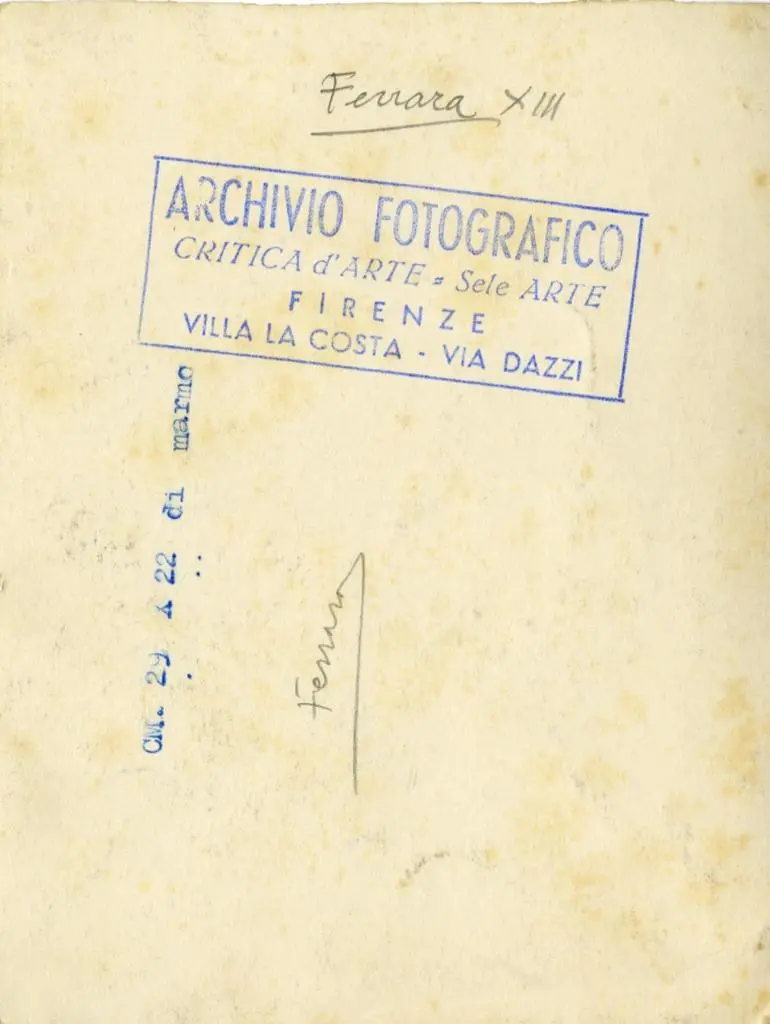 Ferrara XIII
ARCHIVIO FOTOGRAFICO
CRITICA d'ARTE = Sele ARTE
FIRENZE
VILLA LA COSTA - VIA DAZZI
CM. 29 X 22 di marmo
Ferrara